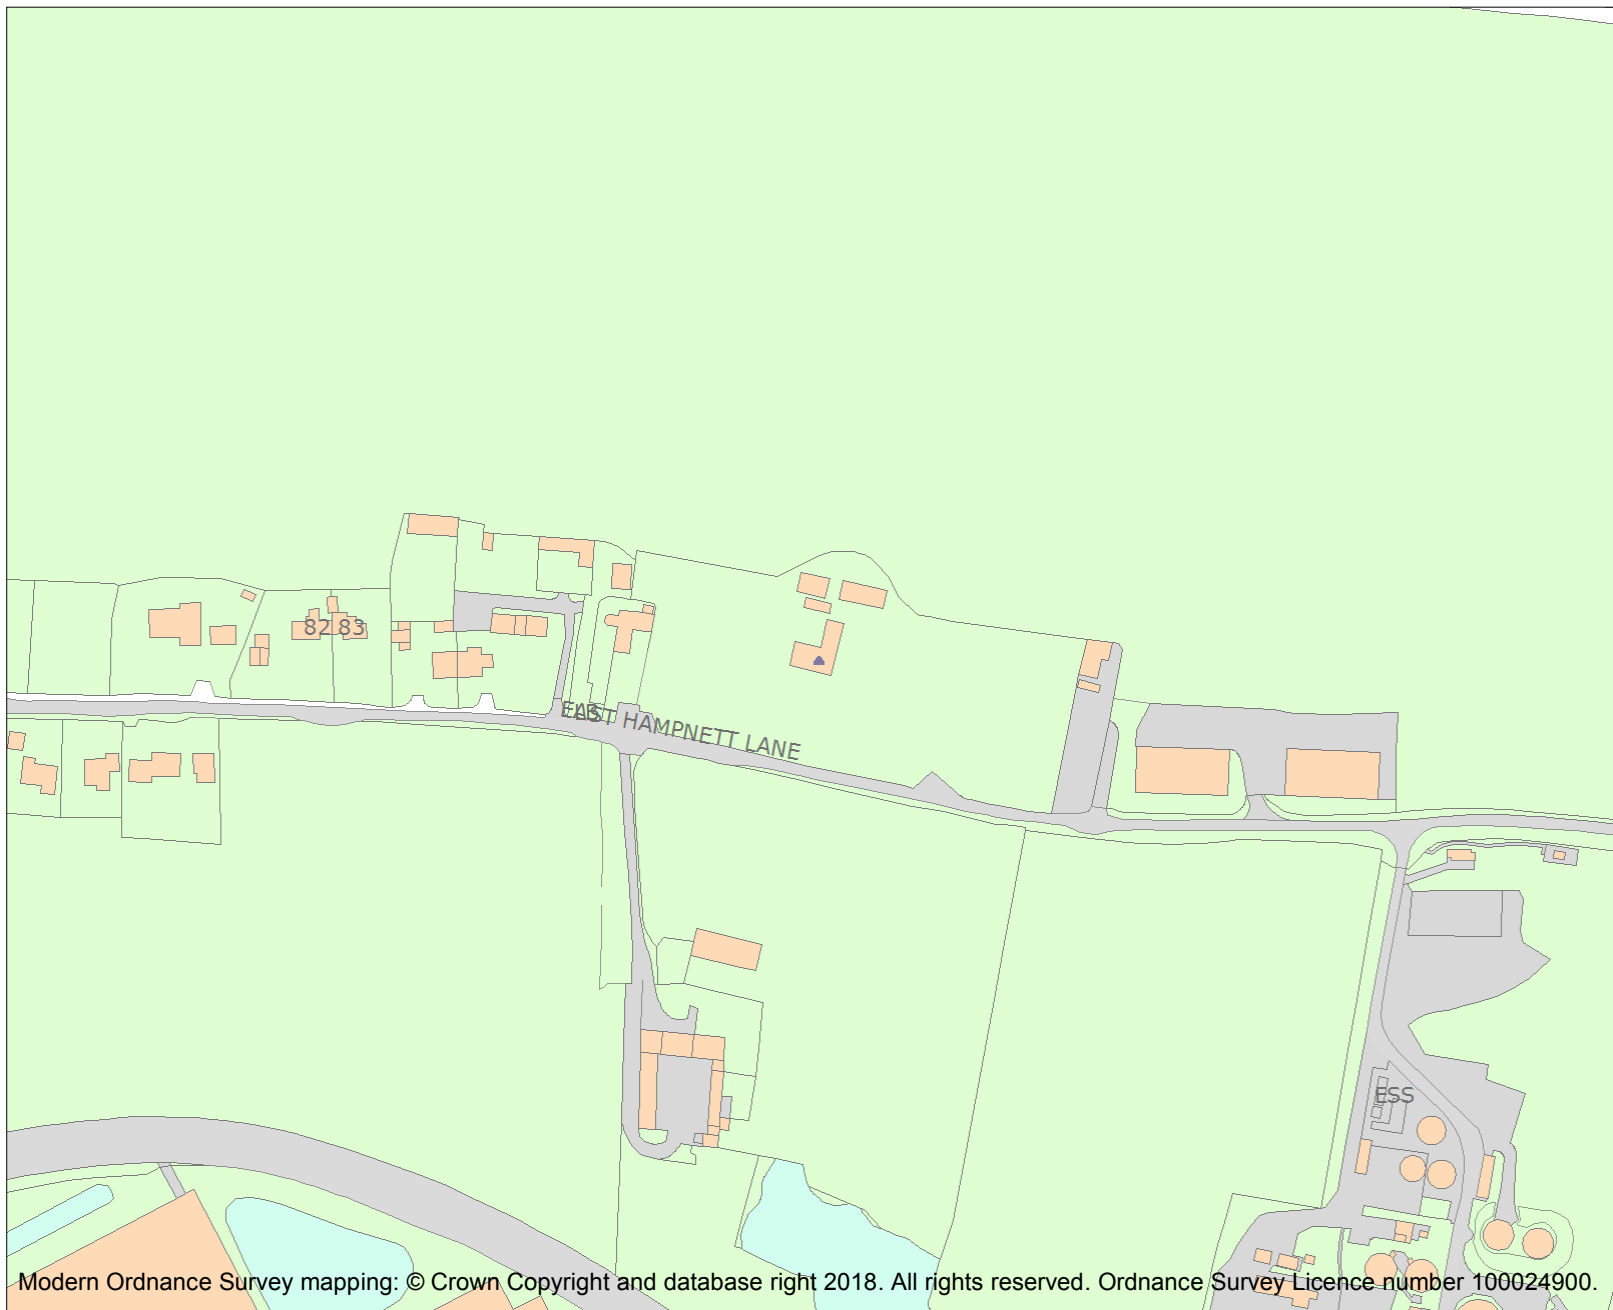 82 83
EAST HAMPNETT LANE
ESS
Modern Ordnance Survey mapping: © Crown Copyright and database right 2018. All rights reserved. Ordnance Survey Licence number 100024900.